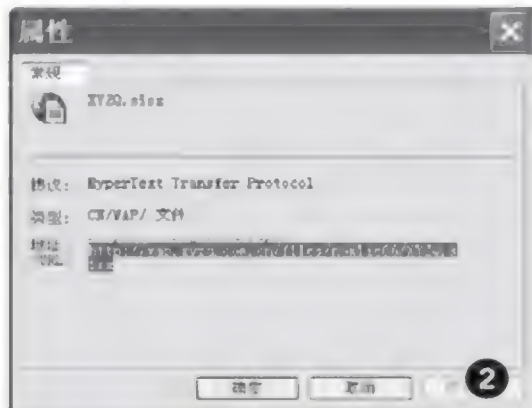 属性
常规
XYZQ.sisx
协议： HyperText Transfer Protocol
类型： CN/WAP/ 文件
地址
URL
确定 取消
2